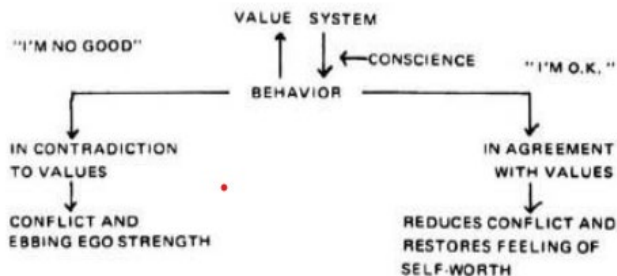 VALUE SYSTEM
"I'M NO GOOD"
CONSCIENCE
"I'M O.K."
BEHAVIOR
IN CONTRADICTION
TO VALUES
IN AGREEMENT
WITH VALUES
CONFLICT AND
EBBING EGO STRENGTH
REDUCES CONFLICT AND
RESTORES FEELING OF
SELF-WORTH